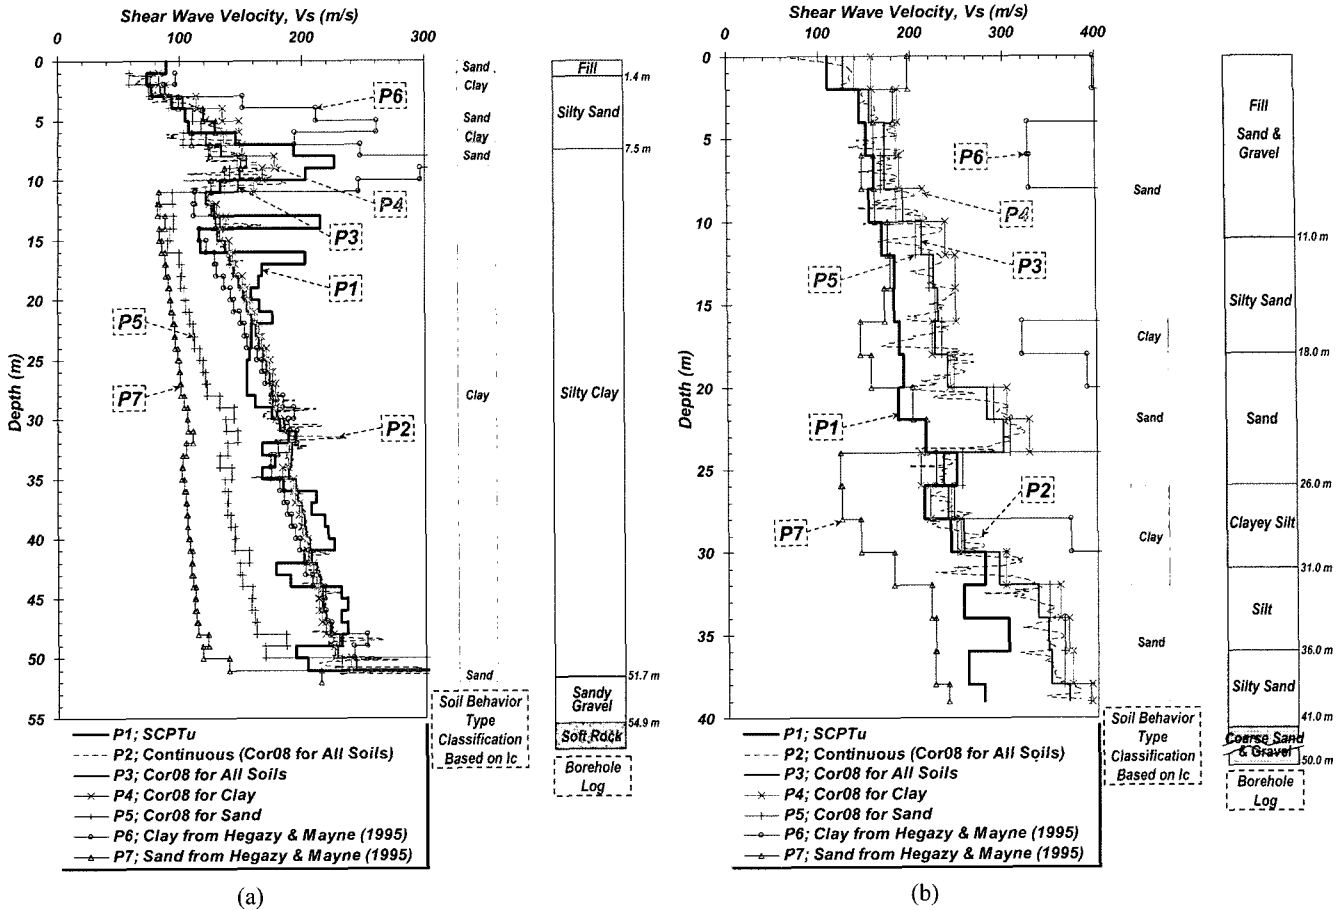 Shear Wave Velocity, Vs (m/s)
0 100 200 300
0
5
10
15
20
25
30
35
40
45
50
55
Depth (m)
P6
P4
P3
P1
P5
P7
P2
Sand
Clay
Sand
Clay
Sand
Clay
Sand
Soil Behavior
Type
Classification
Based on Ic
Fill
1.4 m
Silty Sand
7.5 m
Silty Clay
51.7 m
Sandy
Gravel
54.9 m
Soft Rock
Borehole
Log
P1; SCPTu
P2; Continuous (Cor08 for All Soils)
P3; Cor08 for All Soils
P4; Cor08 for Clay
P5; Cor08 for Sand
P6; Clay from Hegazy & Mayne (1995)
P7; Sand from Hegazy & Mayne (1995)
(a)
Shear Wave Velocity, Vs (m/s)
0 100 200 300 400
0
5
10
15
20
25
30
35
40
Depth (m)
P6
P4
P3
P5
P1
P2
P7
Sand
Clay
Sand
Clay
Sand
Soil Behavior
Type
Classification
Based on Ic
Fill
Sand &
Gravel
11.0 m
Silty Sand
18.0 m
Sand
26.0 m
Clayey Silt
31.0 m
Silt
36.0 m
Silty Sand
41.0 m
Coarse Sand
& Gravel
50.0 m
Borehole
Log
P1; SCPTu
P2; Continuous (Cor08 for All Soils)
P3; Cor08 for All Soils
P4; Cor08 for Clay
P5; Cor08 for Sand
P6; Clay from Hegazy & Mayne (1995)
P7; Sand from Hegazy & Mayne (1995)
(b)